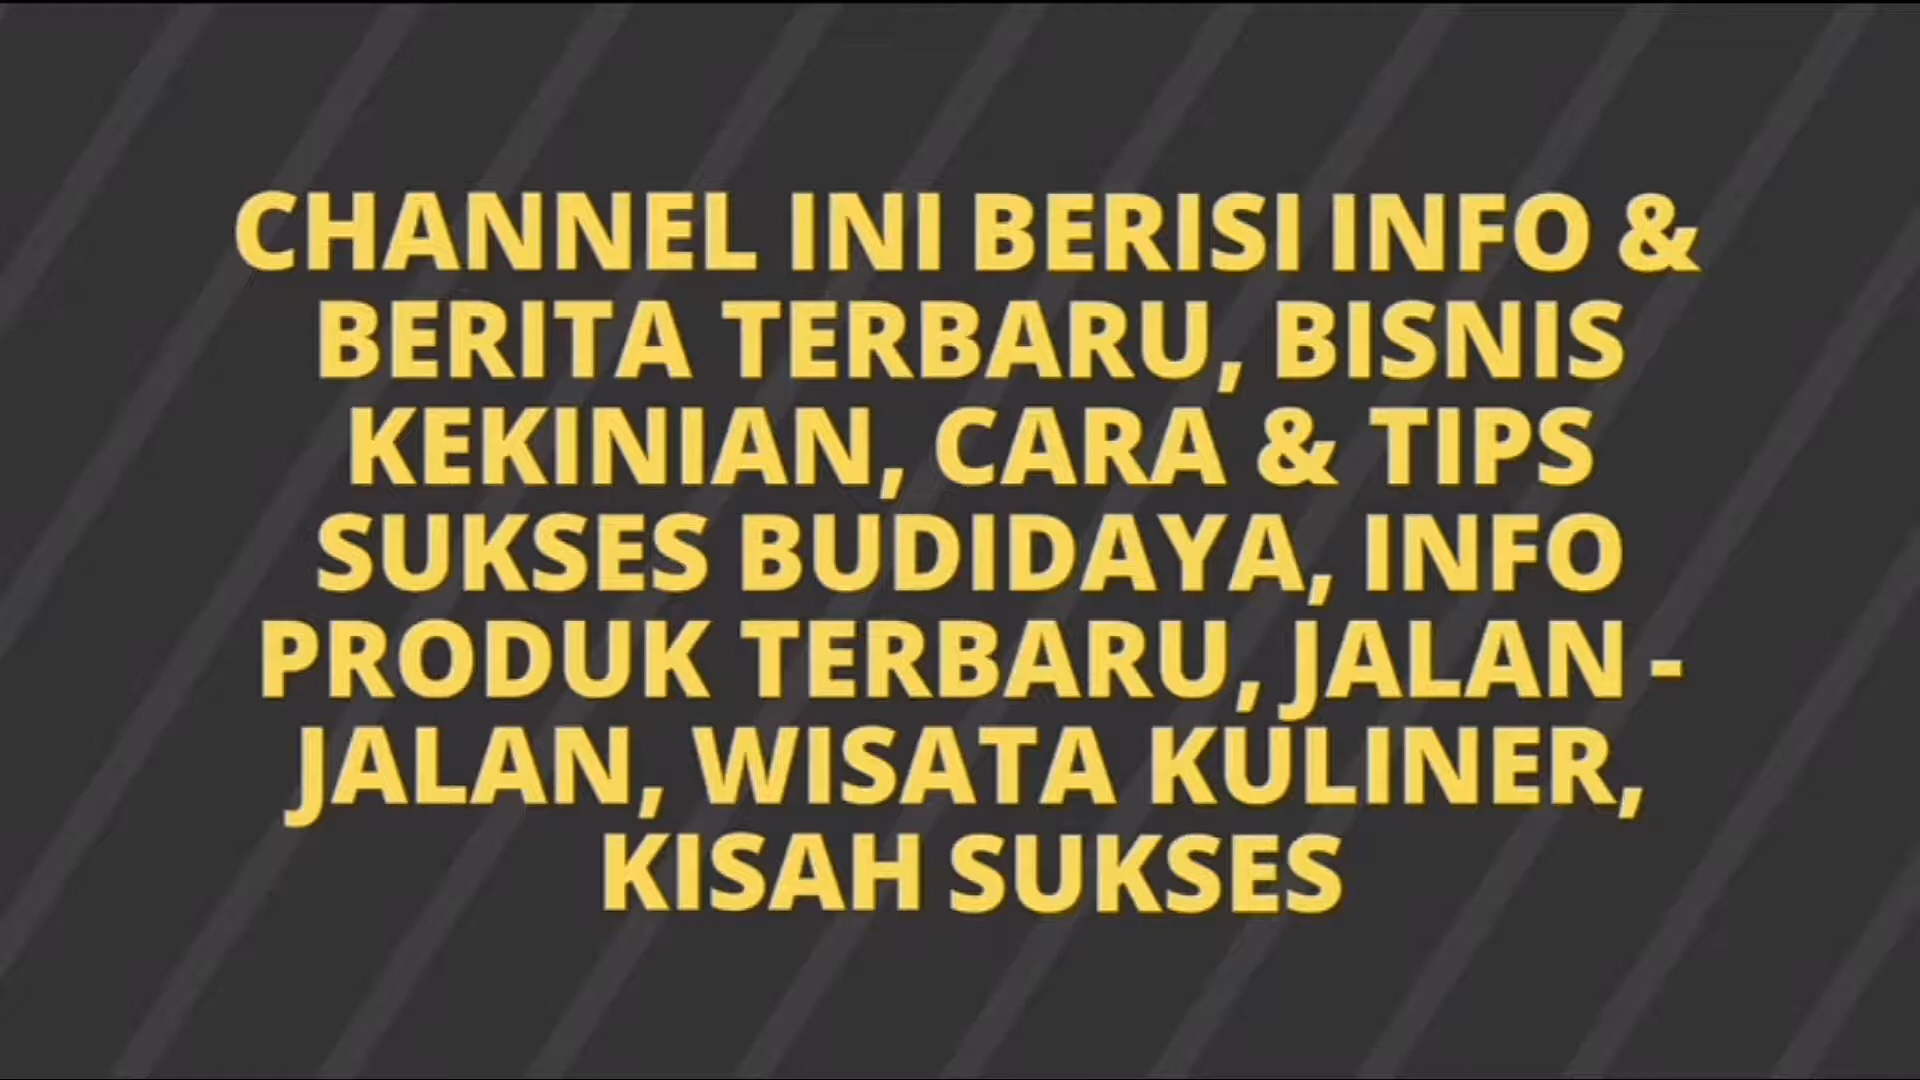 CHANNEL INI BERISI INFO &
BERITA TERBARU, BISNIS
KEKINIAN, CARA & TIPS
SUKSES BUDIDAYA, INFO
PRODUK TERBARU, JALAN -
JALAN, WISATA KULINER,
KISAH SUKSES